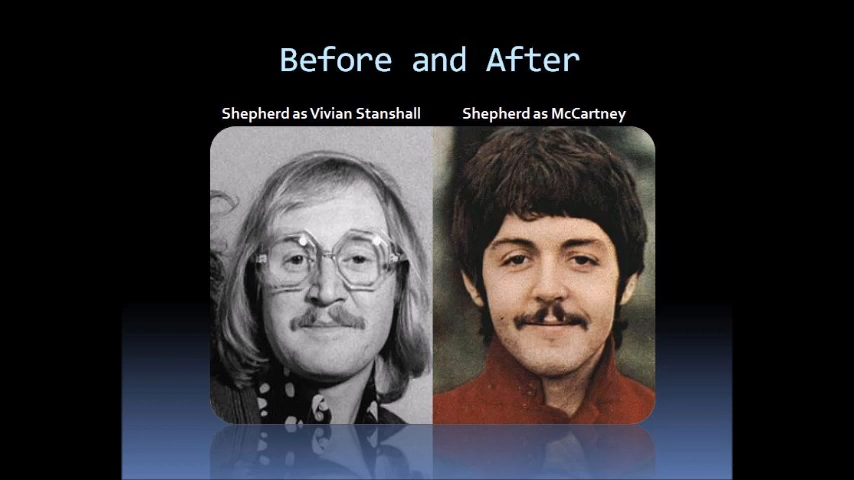 Before and After
Shepherd as Vivian Stanshall
Shepherd as McCartney